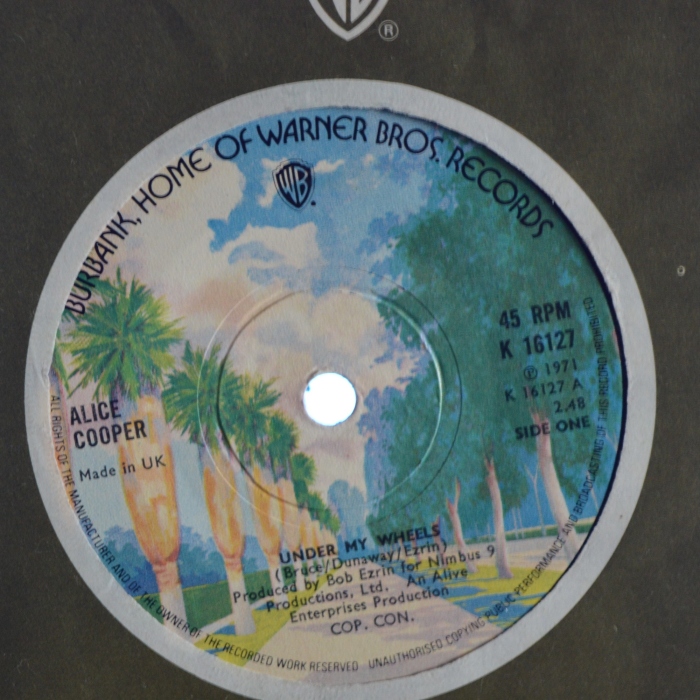 WB
®
BURBANK, HOME OF WARNER BROS. RECORDS
WB.
45 RPM
K 16127
℗ 1971
K 16127 A
2.48
SIDE ONE
ALICE
COOPER
Made in UK
UNDER MY WHEELS
(Bruce/Dunaway/Ezrin)
Produced by Bob Ezrin for Nimbus 9
Productions, Ltd. An Alive
Enterprises Production
COP. CON.
ALL RIGHTS OF THE MANUFACTURER AND OF THE OWNER OF THE RECORDED WORK RESERVED UNAUTHORISED COPYING PUBLIC PERFORMANCE AND BROADCASTING OF THIS RECORD PROHIBITED